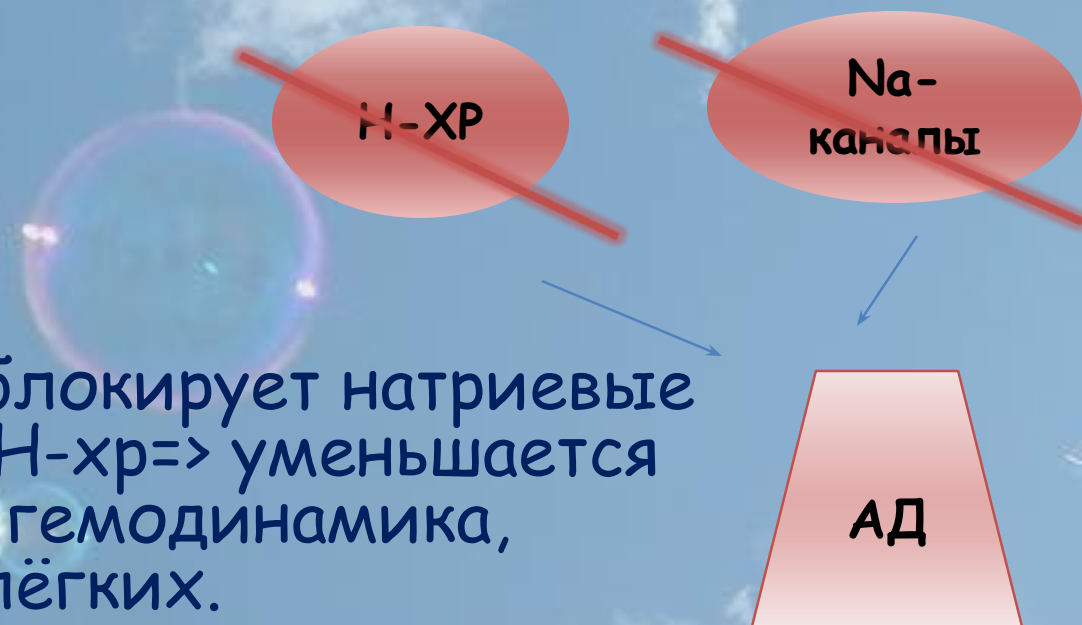 Н-ХР
Na-
каналы
блокирует натриевые
Н-хр=> уменьшается
гемодинамика,
лёгких.
АД